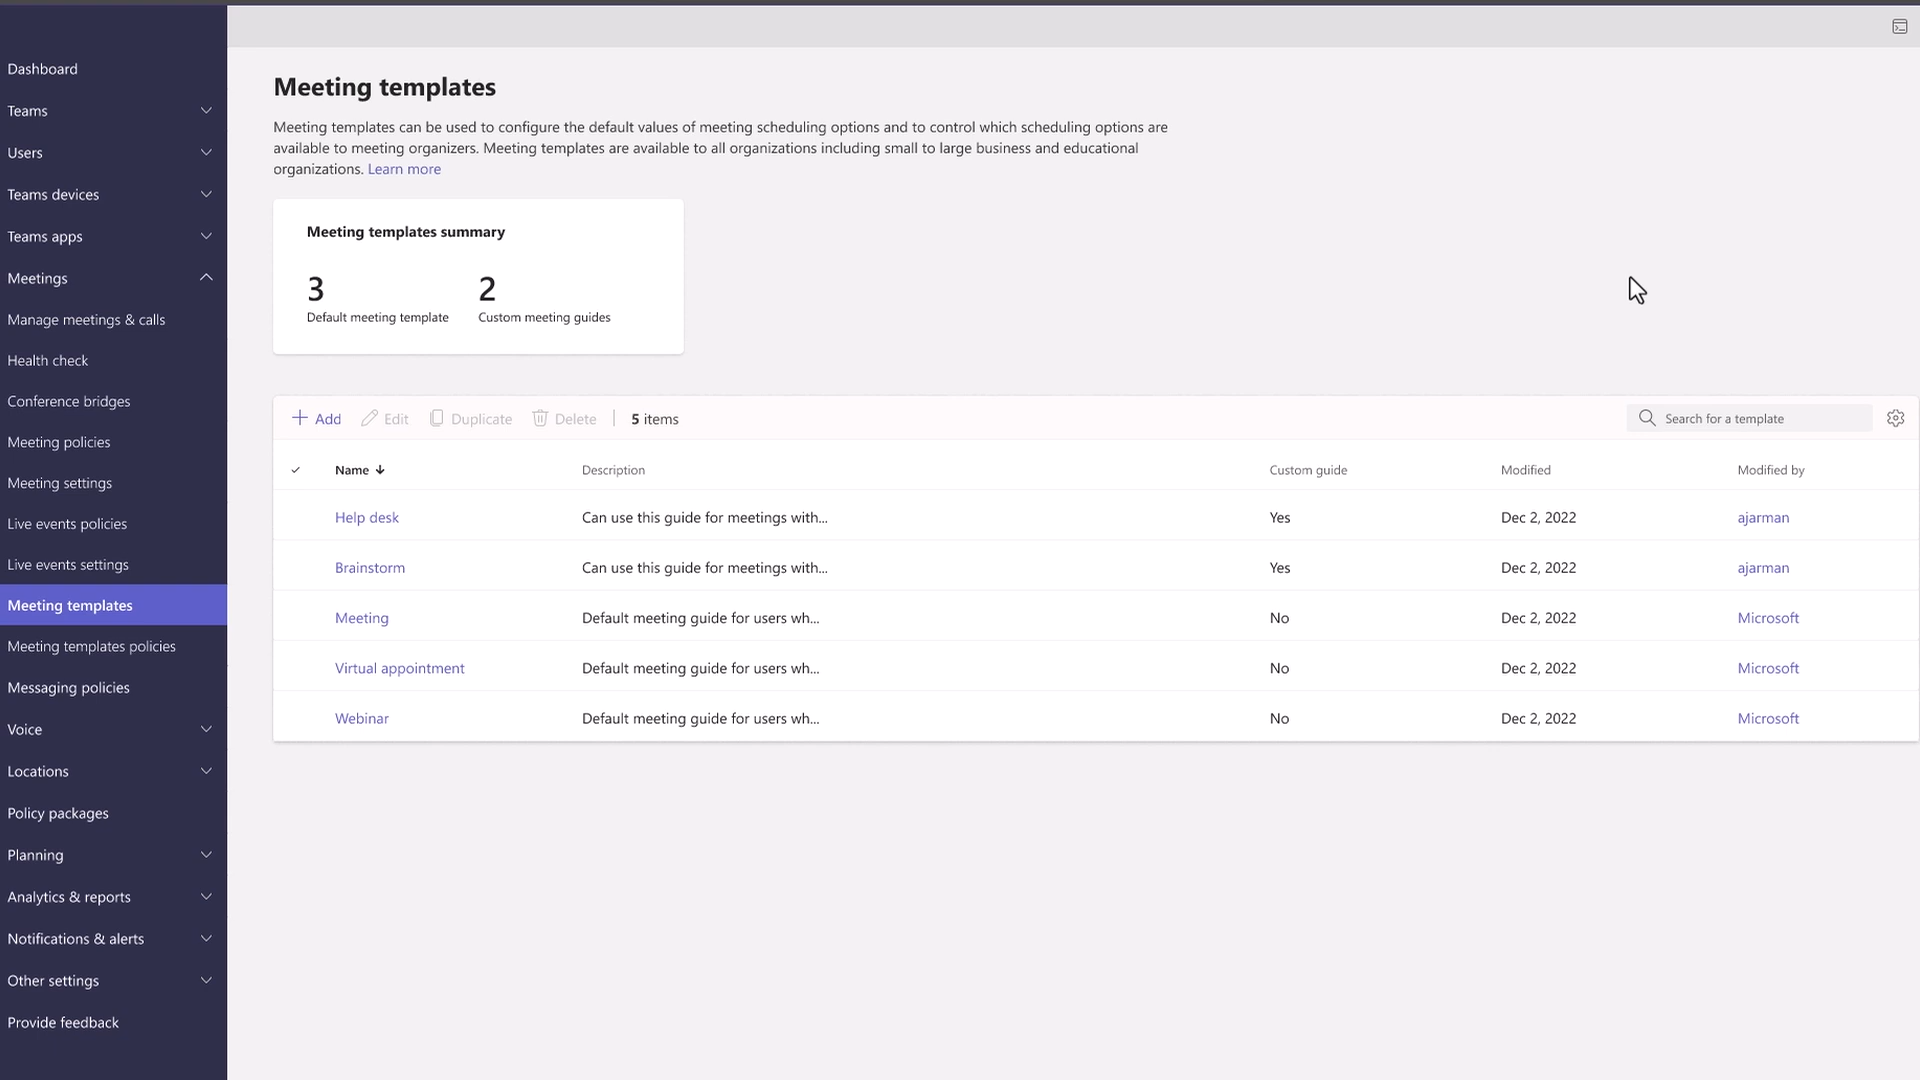 Dashboard
Teams
Users
Teams devices
Teams apps
Meetings
Manage meetings & calls
Health check
Conference bridges
Meeting policies
Meeting settings
Live events policies
Live events settings
Meeting templates
Meeting templates policies
Messaging policies
Voice
Locations
Policy packages
Planning
Analytics & reports
Notifications & alerts
Other settings
Provide feedback
Meeting templates
Meeting templates can be used to configure the default values of meeting scheduling options and to control which scheduling options are
available to meeting organizers. Meeting templates are available to all organizations including small to large business and educational
organizations. Learn more
Meeting templates summary
3 2
Default meeting template Custom meeting guides
Add Edit Duplicate Delete 5 items Search for a template
Name Description Custom guide Modified Modified by
Help desk Can use this guide for meetings with... Yes Dec 2, 2022 ajarman
Brainstorm Can use this guide for meetings with... Yes Dec 2, 2022 ajarman
Meeting Default meeting guide for users wh... No Dec 2, 2022 Microsoft
Virtual appointment Default meeting guide for users wh... No Dec 2, 2022 Microsoft
Webinar Default meeting guide for users wh... No Dec 2, 2022 Microsoft